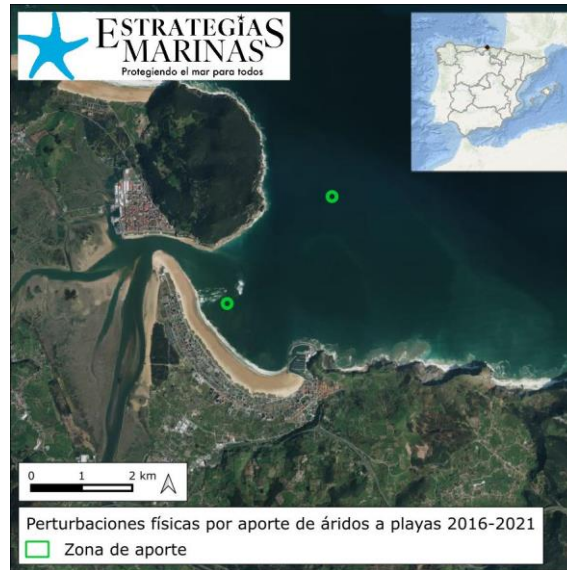 ESTRATEGIAS
MARINAS
Protegiendo el mar para todos
0 1 2 km
Perturbaciones físicas por aporte de áridos a playas 2016-2021
Zona de aporte